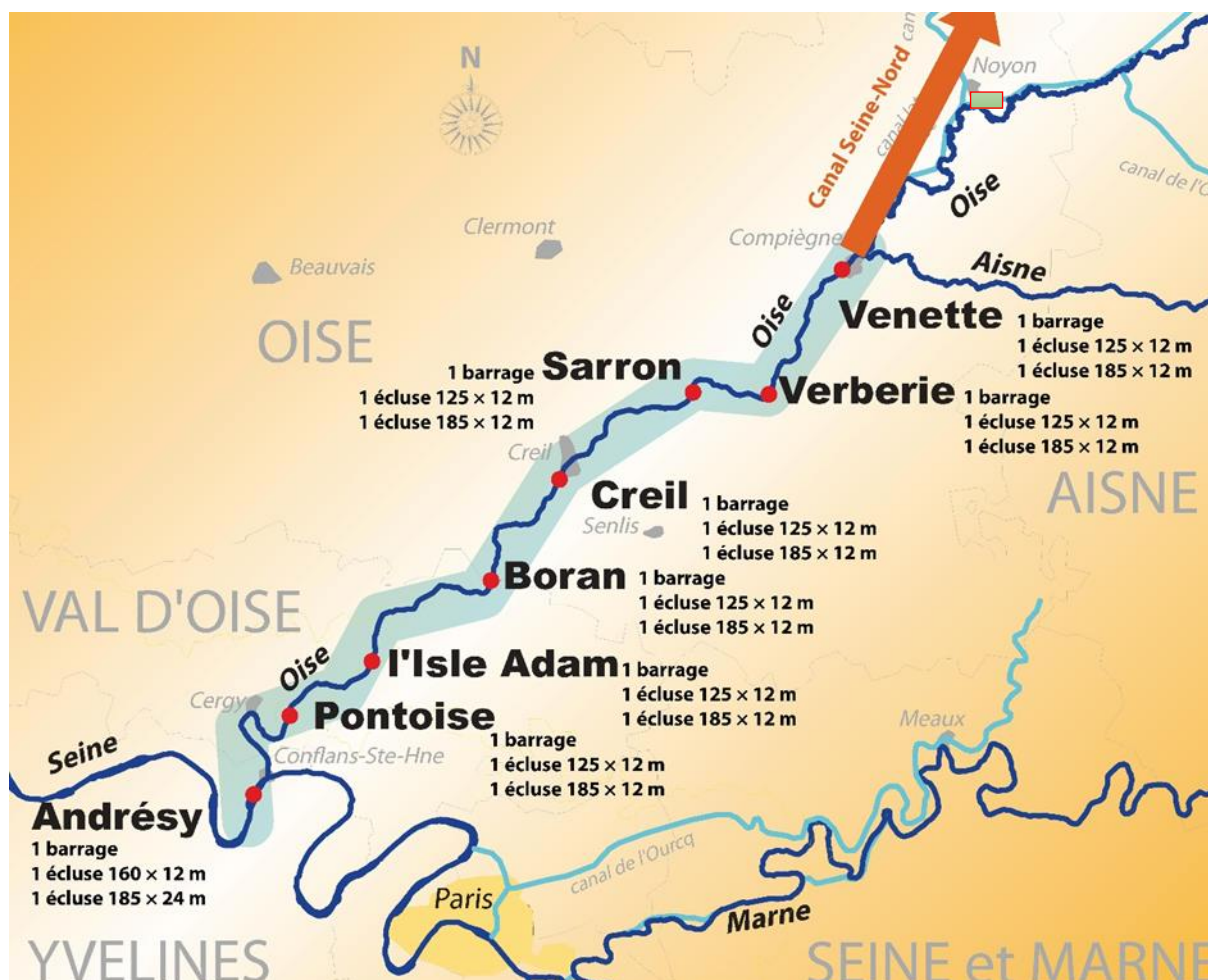 Canal Seine-Nord
Noyon
N
canal de l'O
Oise
Clermont
Compiègne
Beauvais
Aisne
OISE
Oise
Venette
1 barrage
1 écluse 125 × 12 m
1 écluse 185 × 12 m
Sarron
1 barrage
1 écluse 125 × 12 m
1 écluse 185 × 12 m
Verberie
1 barrage
1 écluse 125 × 12 m
1 écluse 185 × 12 m
Creil
AISNE
Creil
1 barrage
1 écluse 125 × 12 m
1 écluse 185 × 12 m
Senlis
Boran
1 barrage
1 écluse 125 × 12 m
1 écluse 185 × 12 m
VAL D'OISE
Oise
l'Isle Adam
1 barrage
1 écluse 125 × 12 m
1 écluse 185 × 12 m
Cergy
Pontoise
1 barrage
1 écluse 125 × 12 m
1 écluse 185 × 12 m
Meaux
Seine
Conflans-Ste-Hne
Andrésy
1 barrage
1 écluse 160 × 12 m
1 écluse 185 × 24 m
canal de l'Ourcq
Paris
Marne
YVELINES
SEINE et MARNE